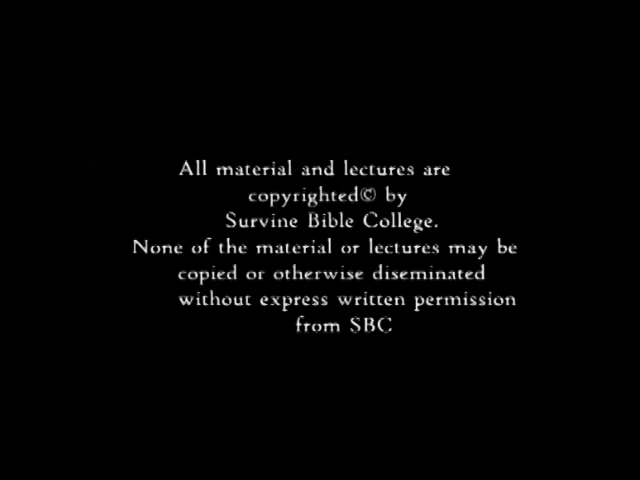 All material and lectures are
copyrighted© by
Survine Bible College.
None of the material or lectures may be
copied or otherwise diseminated
without express written permission
from SBC